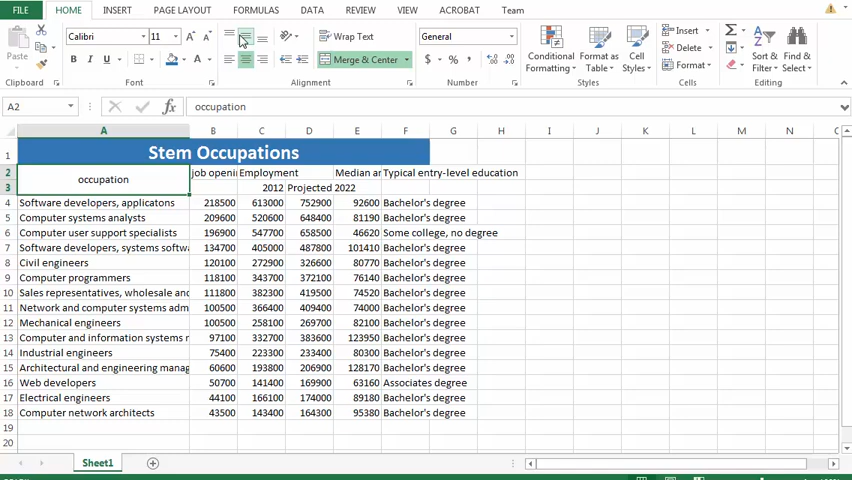 FILE HOME INSERT PAGE LAYOUT FORMULAS DATA REVIEW VIEW ACROBAT Team
Calibri 11 A A Wrap Text General Insert
Paste Delete
B I U A Merge & Center $ % , Conditional Formatting Format as Table Cell Styles Format Sort & Filter Find & Select
Clipboard Font Alignment Number Styles Cells Editing
A2 fx occupation
A B C D E F G H I J K L M N
1 Stem Occupations
2 occupation job openi Employment Median an Typical entry-level education
3 2012 Projected 2022
4 Software developers, applicatons 218500 613000 752900 92600 Bachelor's degree
5 Computer systems analysts 209600 520600 648400 81190 Bachelor's degree
6 Computer user support specialists 196900 547700 658500 46620 Some college, no degree
7 Software developers, systems softw 134700 405000 487800 101410 Bachelor's degree
8 Civil engineers 120100 272900 326600 80770 Bachelor's degree
9 Computer programmers 118100 343700 372100 76140 Bachelor's degree
10 Sales representatives, wholesale and 111800 382300 419500 74520 Bachelor's degree
11 Network and computer systems adm 100500 366400 409400 74000 Bachelor's degree
12 Mechanical engineers 100500 258100 269700 82100 Bachelor's degree
13 Computer and information systems r 97100 332700 383600 123950 Bachelor's degree
14 Industrial engineers 75400 223300 233400 80300 Bachelor's degree
15 Architectural and engineering manag 60600 193800 206900 128170 Bachelor's degree
16 Web developers 50700 141400 169900 63160 Associates degree
17 Electrical engineers 44100 166100 174000 89180 Bachelor's degree
18 Computer network architects 43500 143400 164300 95380 Bachelor's degree
19
20
Sheet1